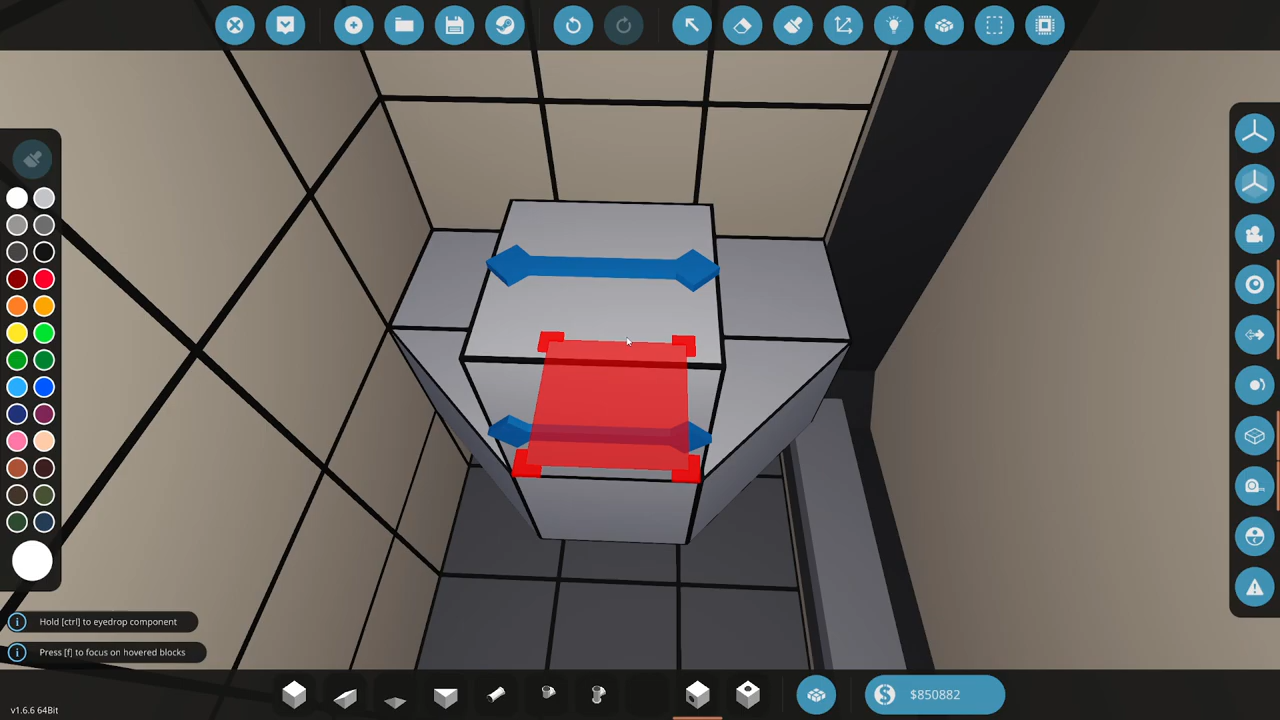 Hold [ctrl] to eyedrop component
Press [f] to focus on hovered blocks
v1.6.6 64Bit
$850882